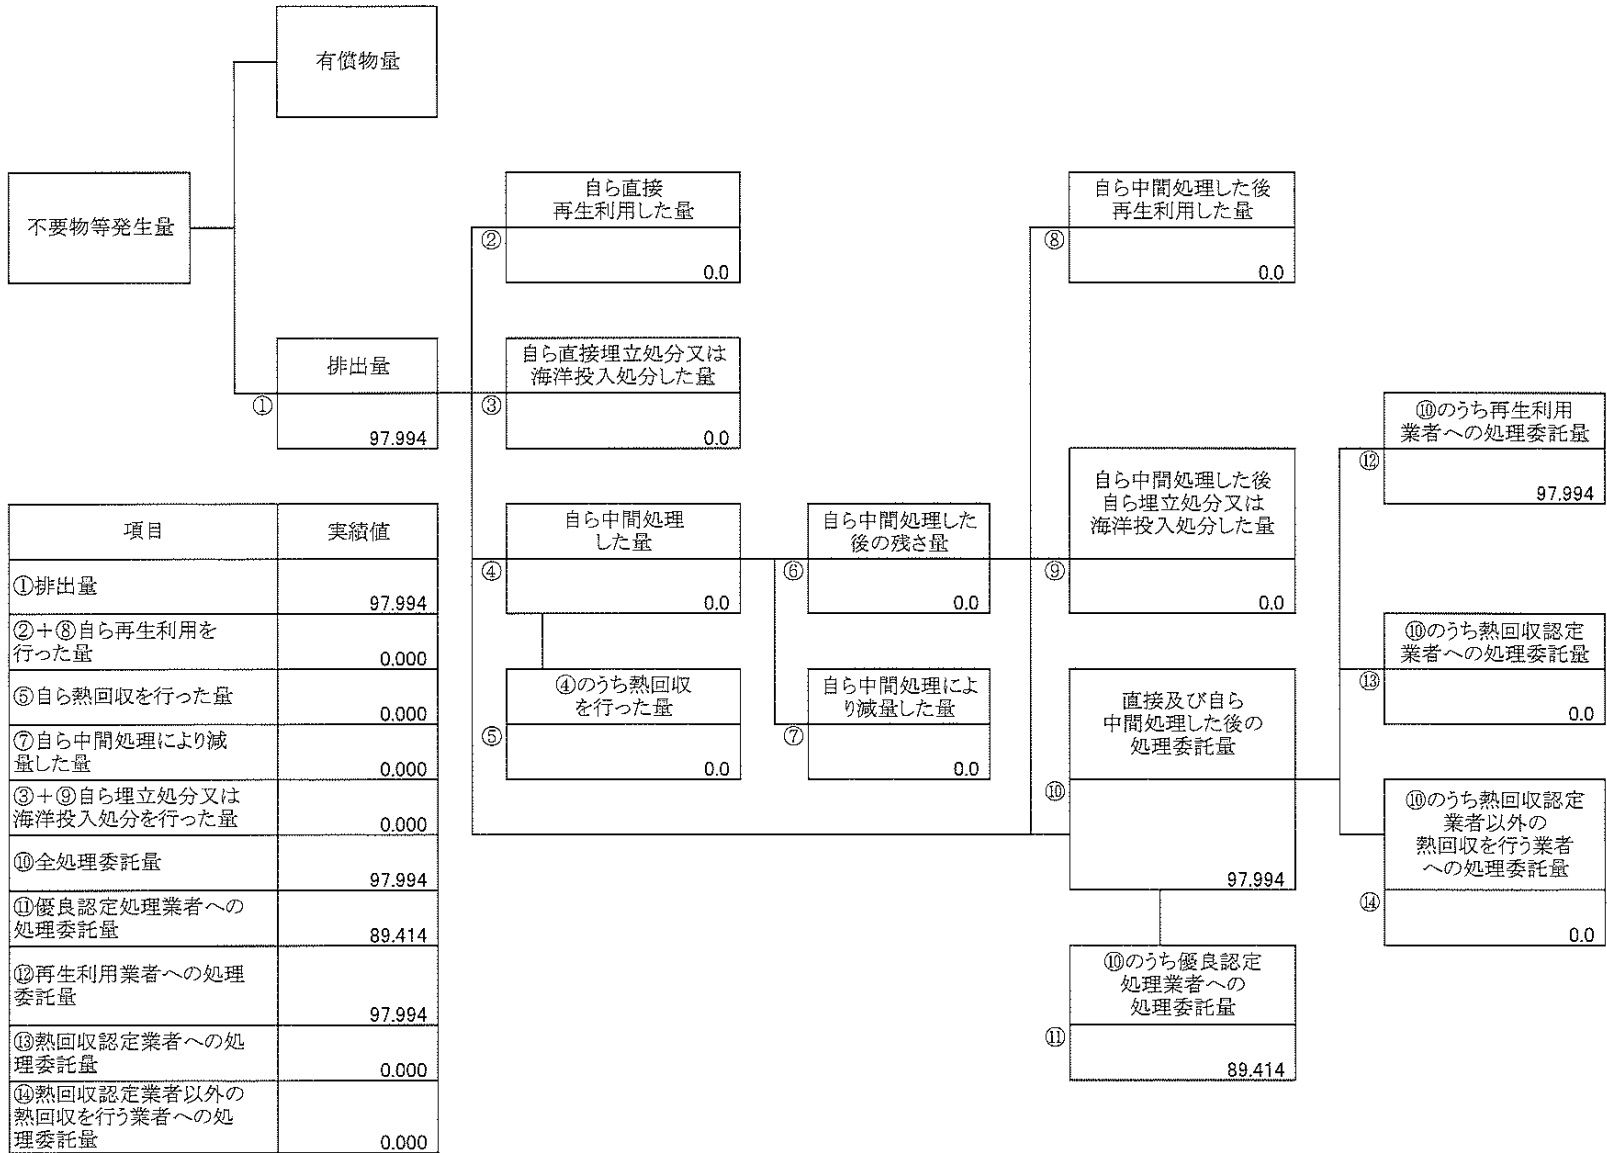 有償物量
不要物等発生量
自ら直接
再生利用した量
②
0.0
自ら中間処理した後
再生利用した量
⑧
0.0
排出量
①
97.994
自ら直接埋立処分又は
海洋投入処分した量
③
0.0
⑩のうち再生利用
業者への処理委託量
⑫
97.994
自ら中間処理した後
自ら埋立処分又は
海洋投入処分した量
⑨
0.0
自ら中間処理
した量
④
0.0
自ら中間処理した
後の残さ量
⑥
0.0
⑩のうち熱回収認定
業者への処理委託量
⑬
0.0
④のうち熱回収
を行った量
⑤
0.0
自ら中間処理によ
り減量した量
⑦
0.0
直接及び自ら
中間処理した後の
処理委託量
⑩
97.994
⑩のうち熱回収認定
業者以外の
熱回収を行う業者
への処理委託量
⑭
0.0
⑩のうち優良認定
処理業者への
処理委託量
⑪
89.414
項目 実績値
①排出量
97.994
②+⑧自ら再生利用を
行った量
0.000
⑤自ら熱回収を行った量
0.000
⑦自ら中間処理により減
量した量
0.000
③+⑨自ら埋立処分又は
海洋投入処分を行った量
0.000
⑩全処理委託量
97.994
⑪優良認定処理業者への
処理委託量
89.414
⑫再生利用業者への処理
委託量
97.994
⑬熱回収認定業者への処
理委託量
0.000
⑭熱回収認定業者以外の
熱回収を行う業者への処
理委託量
0.000